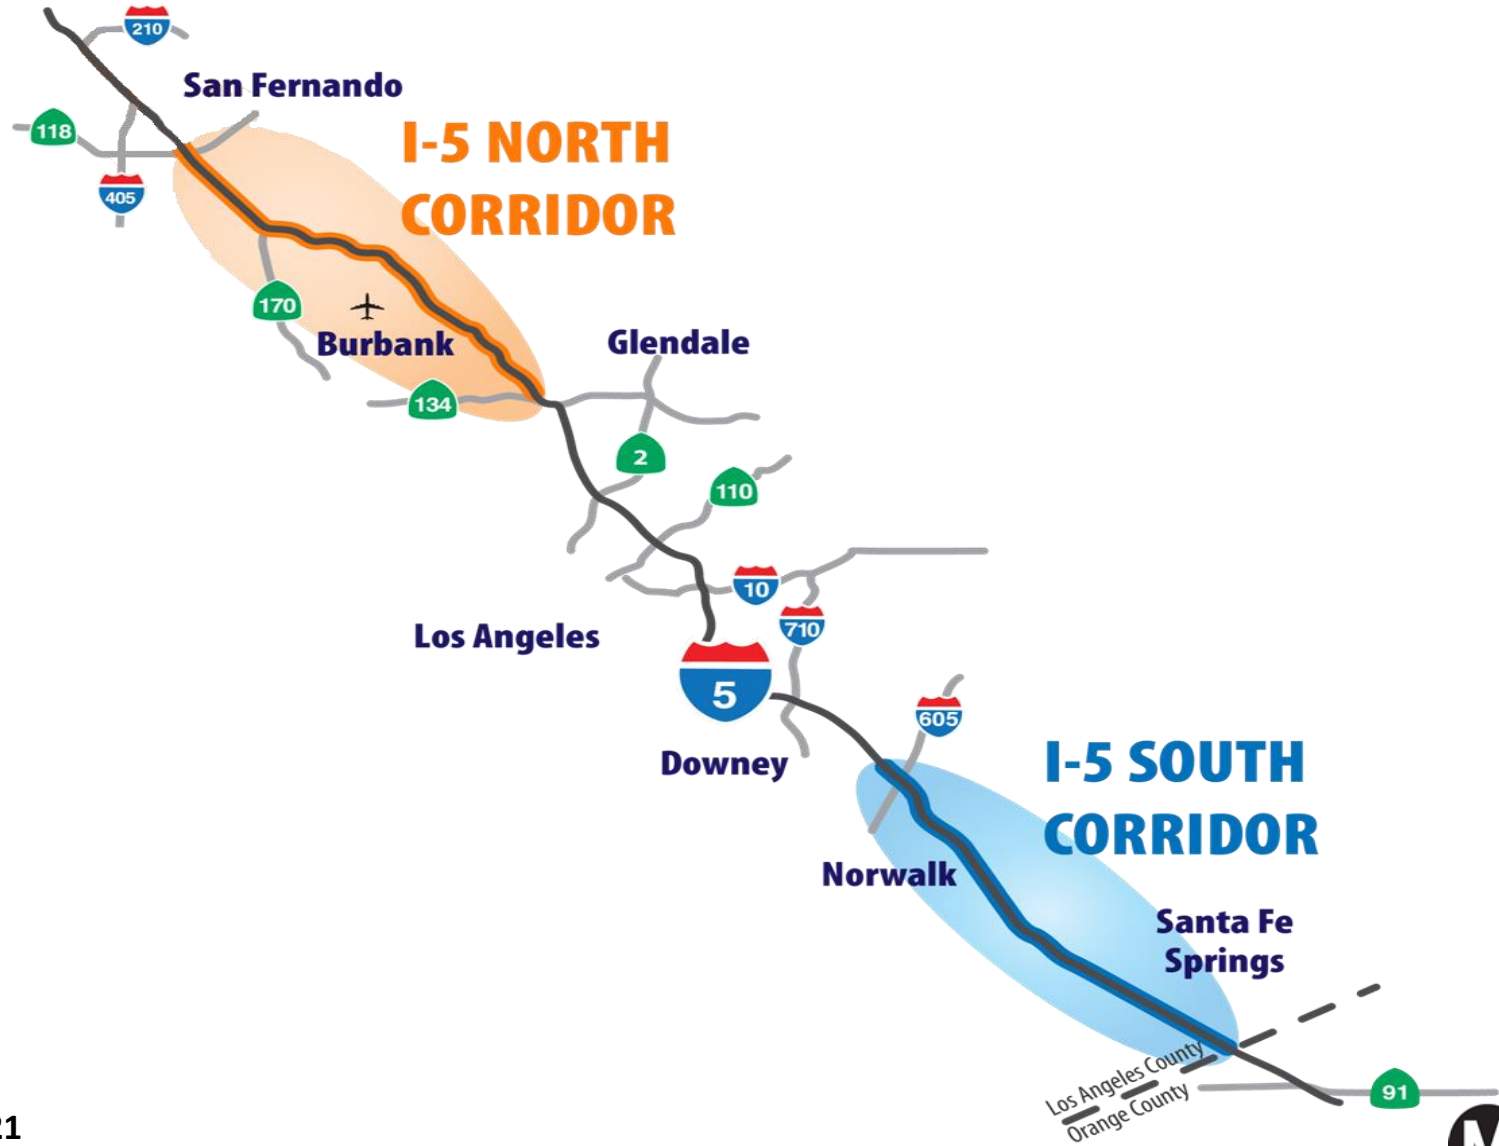 210
San Fernando
118
I-5 NORTH
CORRIDOR
405
170
Burbank
Glendale
134
2
110
10
Los Angeles
710
5
605
Downey
I-5 SOUTH
CORRIDOR
Norwalk
Santa Fe
Springs
Los Angeles County
Orange County
91
21